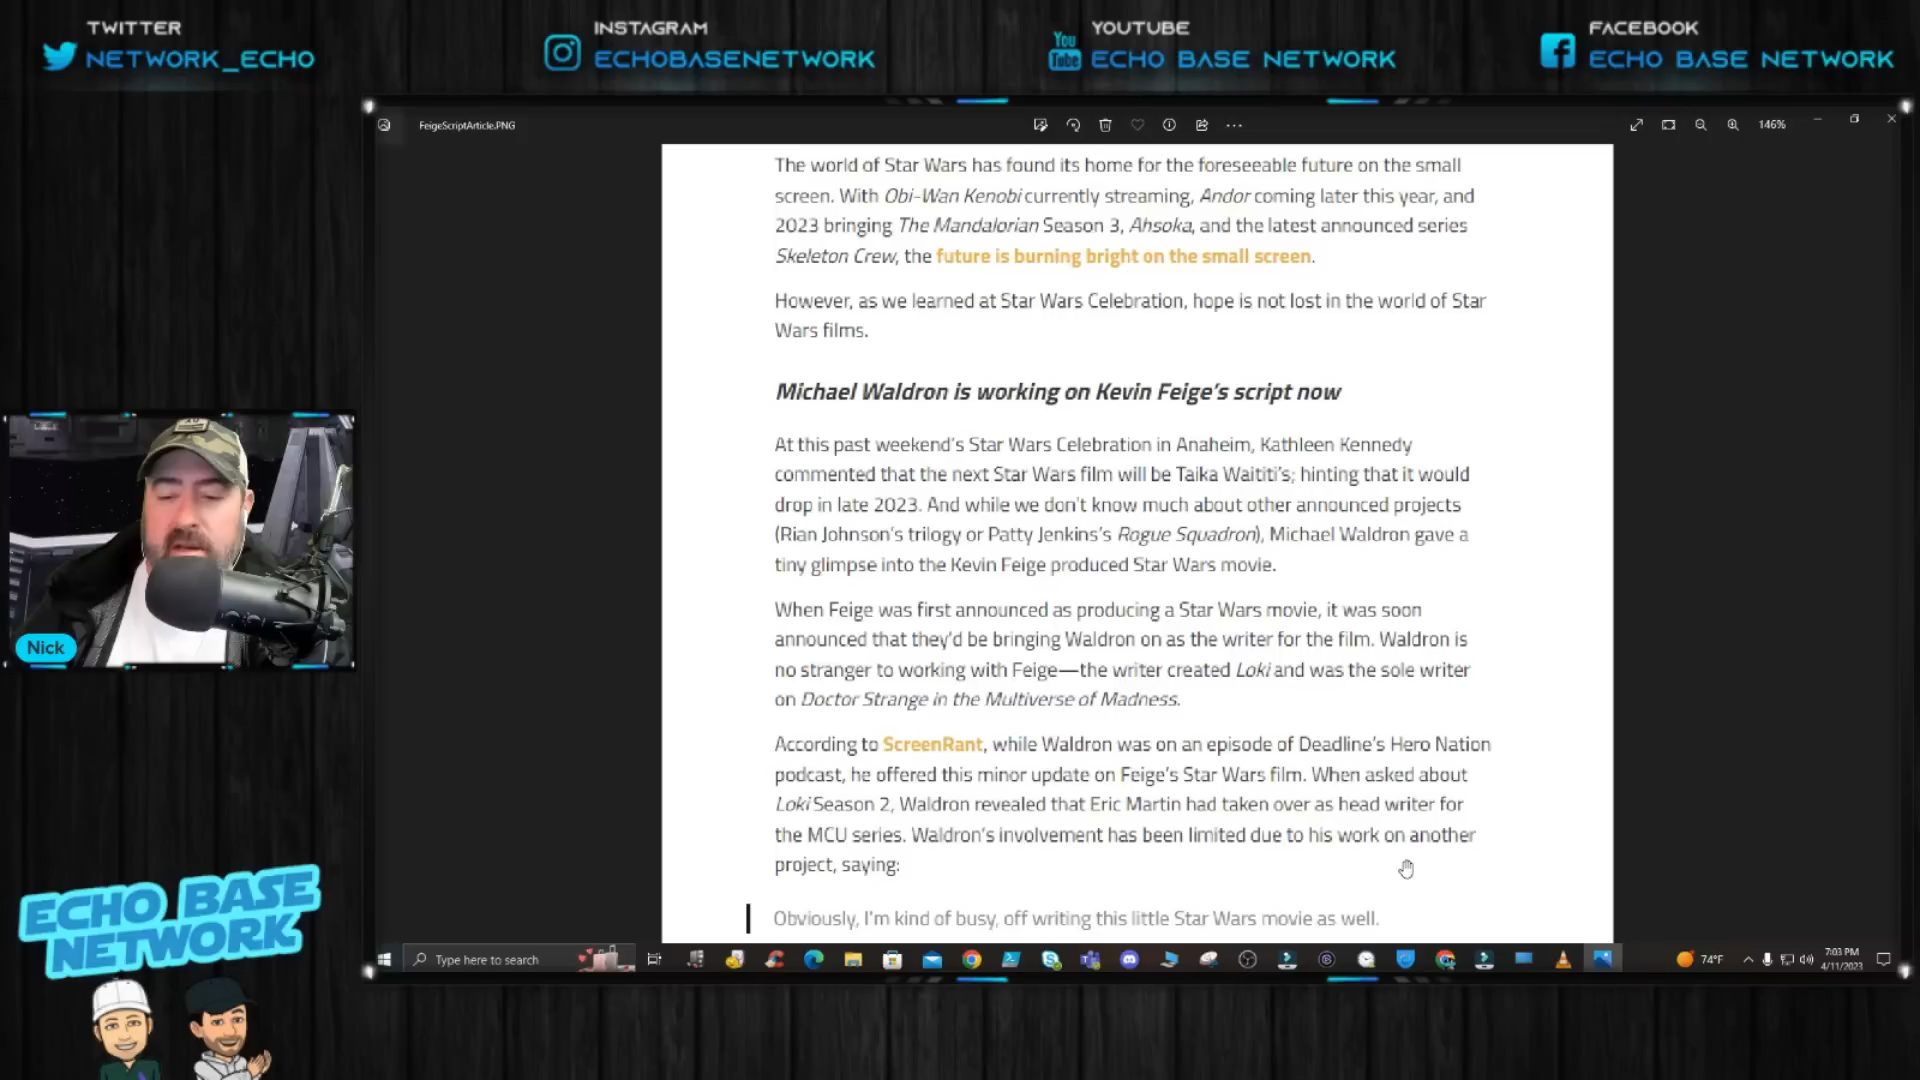 TWITTER
NETWORK_ECHO
INSTAGRAM
ECHOBASENETWORK
YOUTUBE
You
Tube
ECHO BASE NETWORK
FACEBOOK
ECHO BASE NETWORK
FeigeScriptArticle.PNG
146%
The world of Star Wars has found its home for the foreseeable future on the small
screen. With Obi-Wan Kenobi currently streaming, Andor coming later this year, and
2023 bringing The Mandalorian Season 3, Ahsoka, and the latest announced series
Skeleton Crew, the future is burning bright on the small screen.
However, as we learned at Star Wars Celebration, hope is not lost in the world of Star
Wars films.
Michael Waldron is working on Kevin Feige's script now
At this past weekend's Star Wars Celebration in Anaheim, Kathleen Kennedy
commented that the next Star Wars film will be Taika Waititi's; hinting that it would
drop in late 2023. And while we don't know much about other announced projects
(Rian Johnson's trilogy or Patty Jenkins's Rogue Squadron), Michael Waldron gave a
tiny glimpse into the Kevin Feige produced Star Wars movie.
When Feige was first announced as producing a Star Wars movie, it was soon
announced that they'd be bringing Waldron on as the writer for the film. Waldron is
no stranger to working with Feige—the writer created Loki and was the sole writer
on Doctor Strange in the Multiverse of Madness.
According to ScreenRant, while Waldron was on an episode of Deadline's Hero Nation
podcast, he offered this minor update on Feige's Star Wars film. When asked about
Loki Season 2, Waldron revealed that Eric Martin had taken over as head writer for
the MCU series. Waldron's involvement has been limited due to his work on another
project, saying:
Obviously, I'm kind of busy, off writing this little Star Wars movie as well.
Nick
ECHO BASE
NETWORK
Type here to search
74°F
7:03 PM
4/11/2023